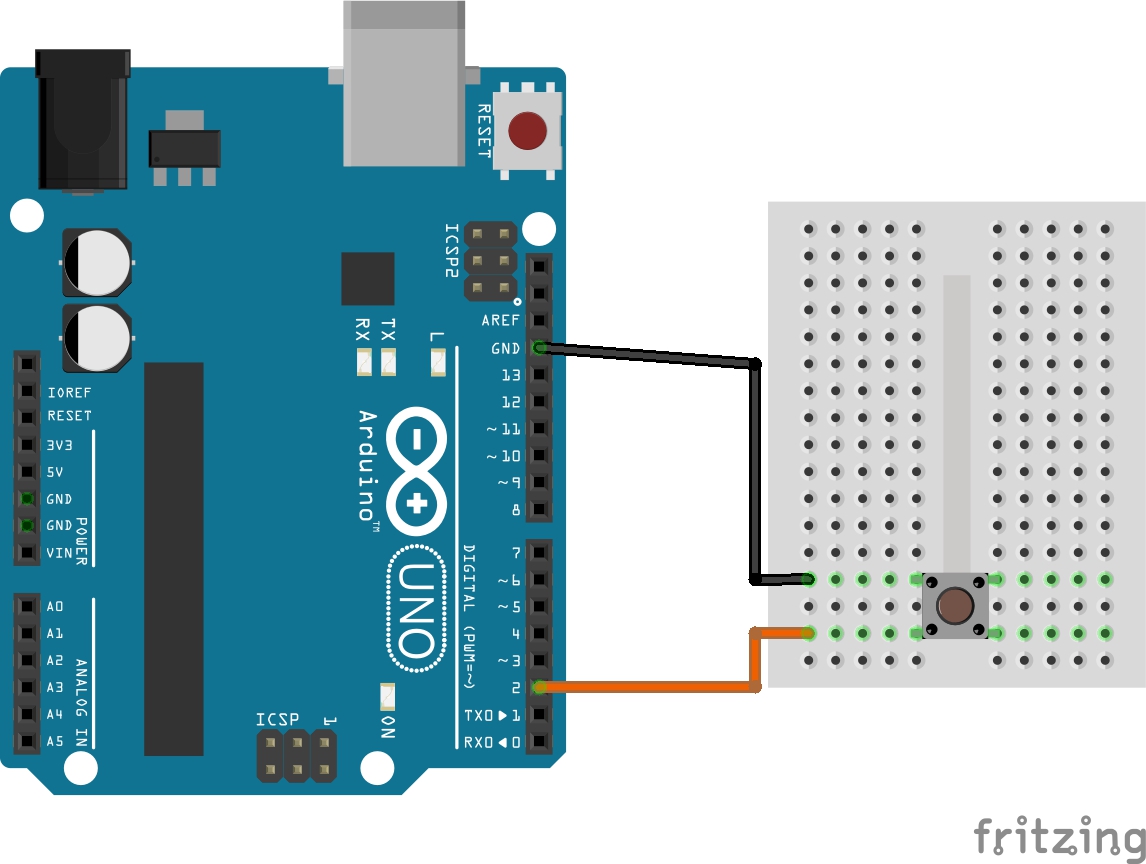 RESET
ICSP2
AREF
GND
RX
TX
L
13
12
~11
~10
~9
8
IOREF
RESET
3V3
5V
GND
GND
VIN
POWER
Arduino™
UNO
DIGITAL (PWM=~)
7
~6
~5
4
~3
2
TX0▶1
RX0◀0
A0
A1
A2
A3
A4
A5
ANALOG IN
ICSP
1
ON
fritzing